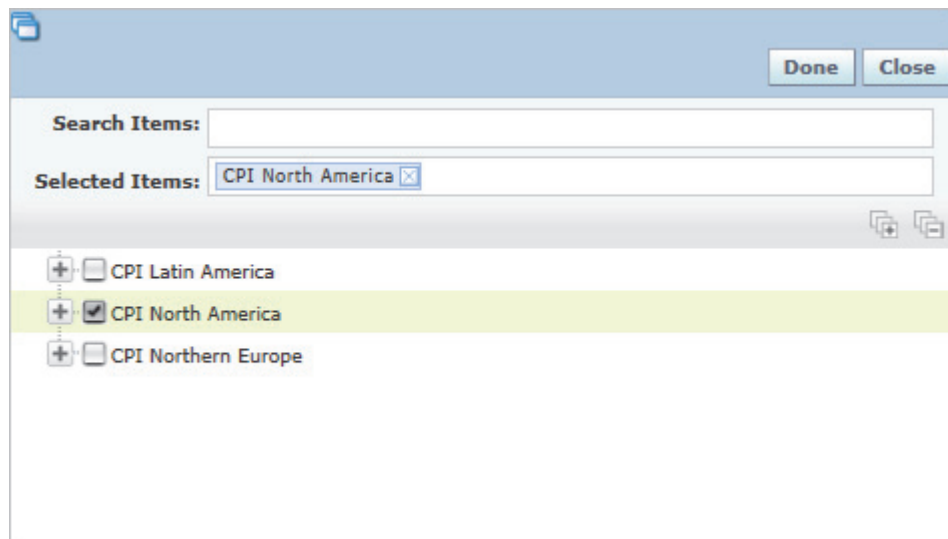 Done Close
Search Items:
Selected Items: CPI North America
CPI Latin America
CPI North America
CPI Northern Europe